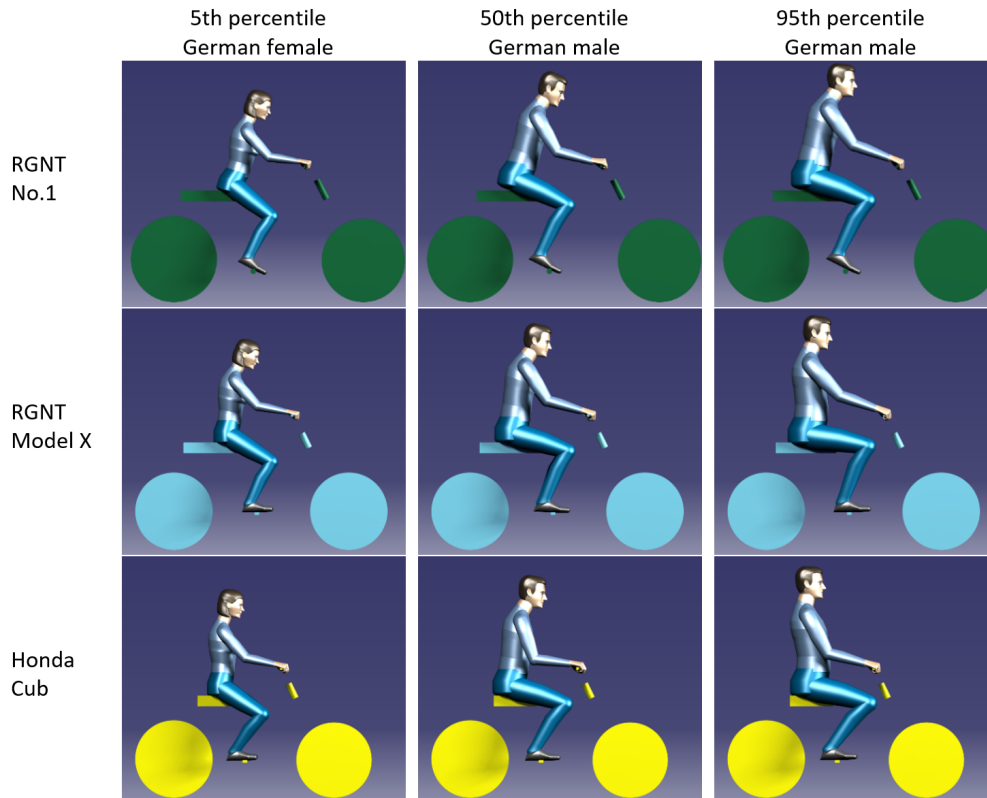 5th percentile
German female
50th percentile
German male
95th percentile
German male
RGNT
No.1
RGNT
Model X
Honda
Cub